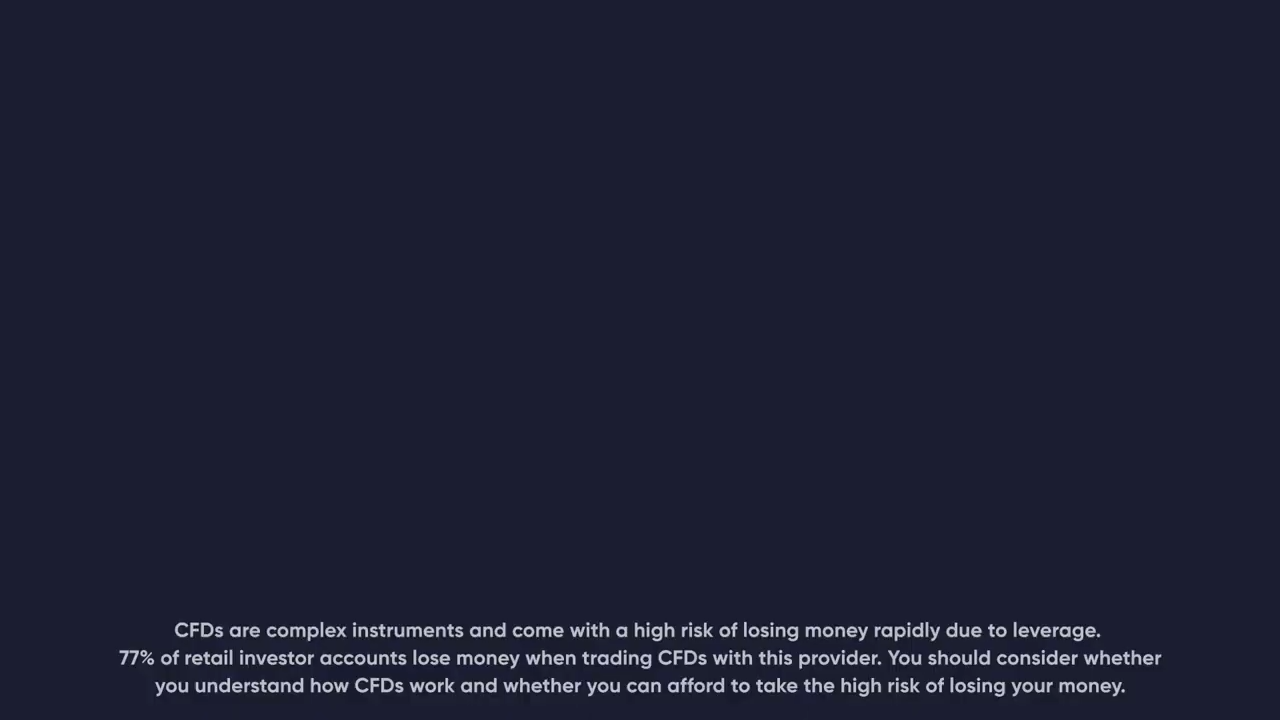 CFDs are complex instruments and come with a high risk of losing money rapidly due to leverage.
77% of retail investor accounts lose money when trading CFDs with this provider. You should consider whether
you understand how CFDs work and whether you can afford to take the high risk of losing your money.